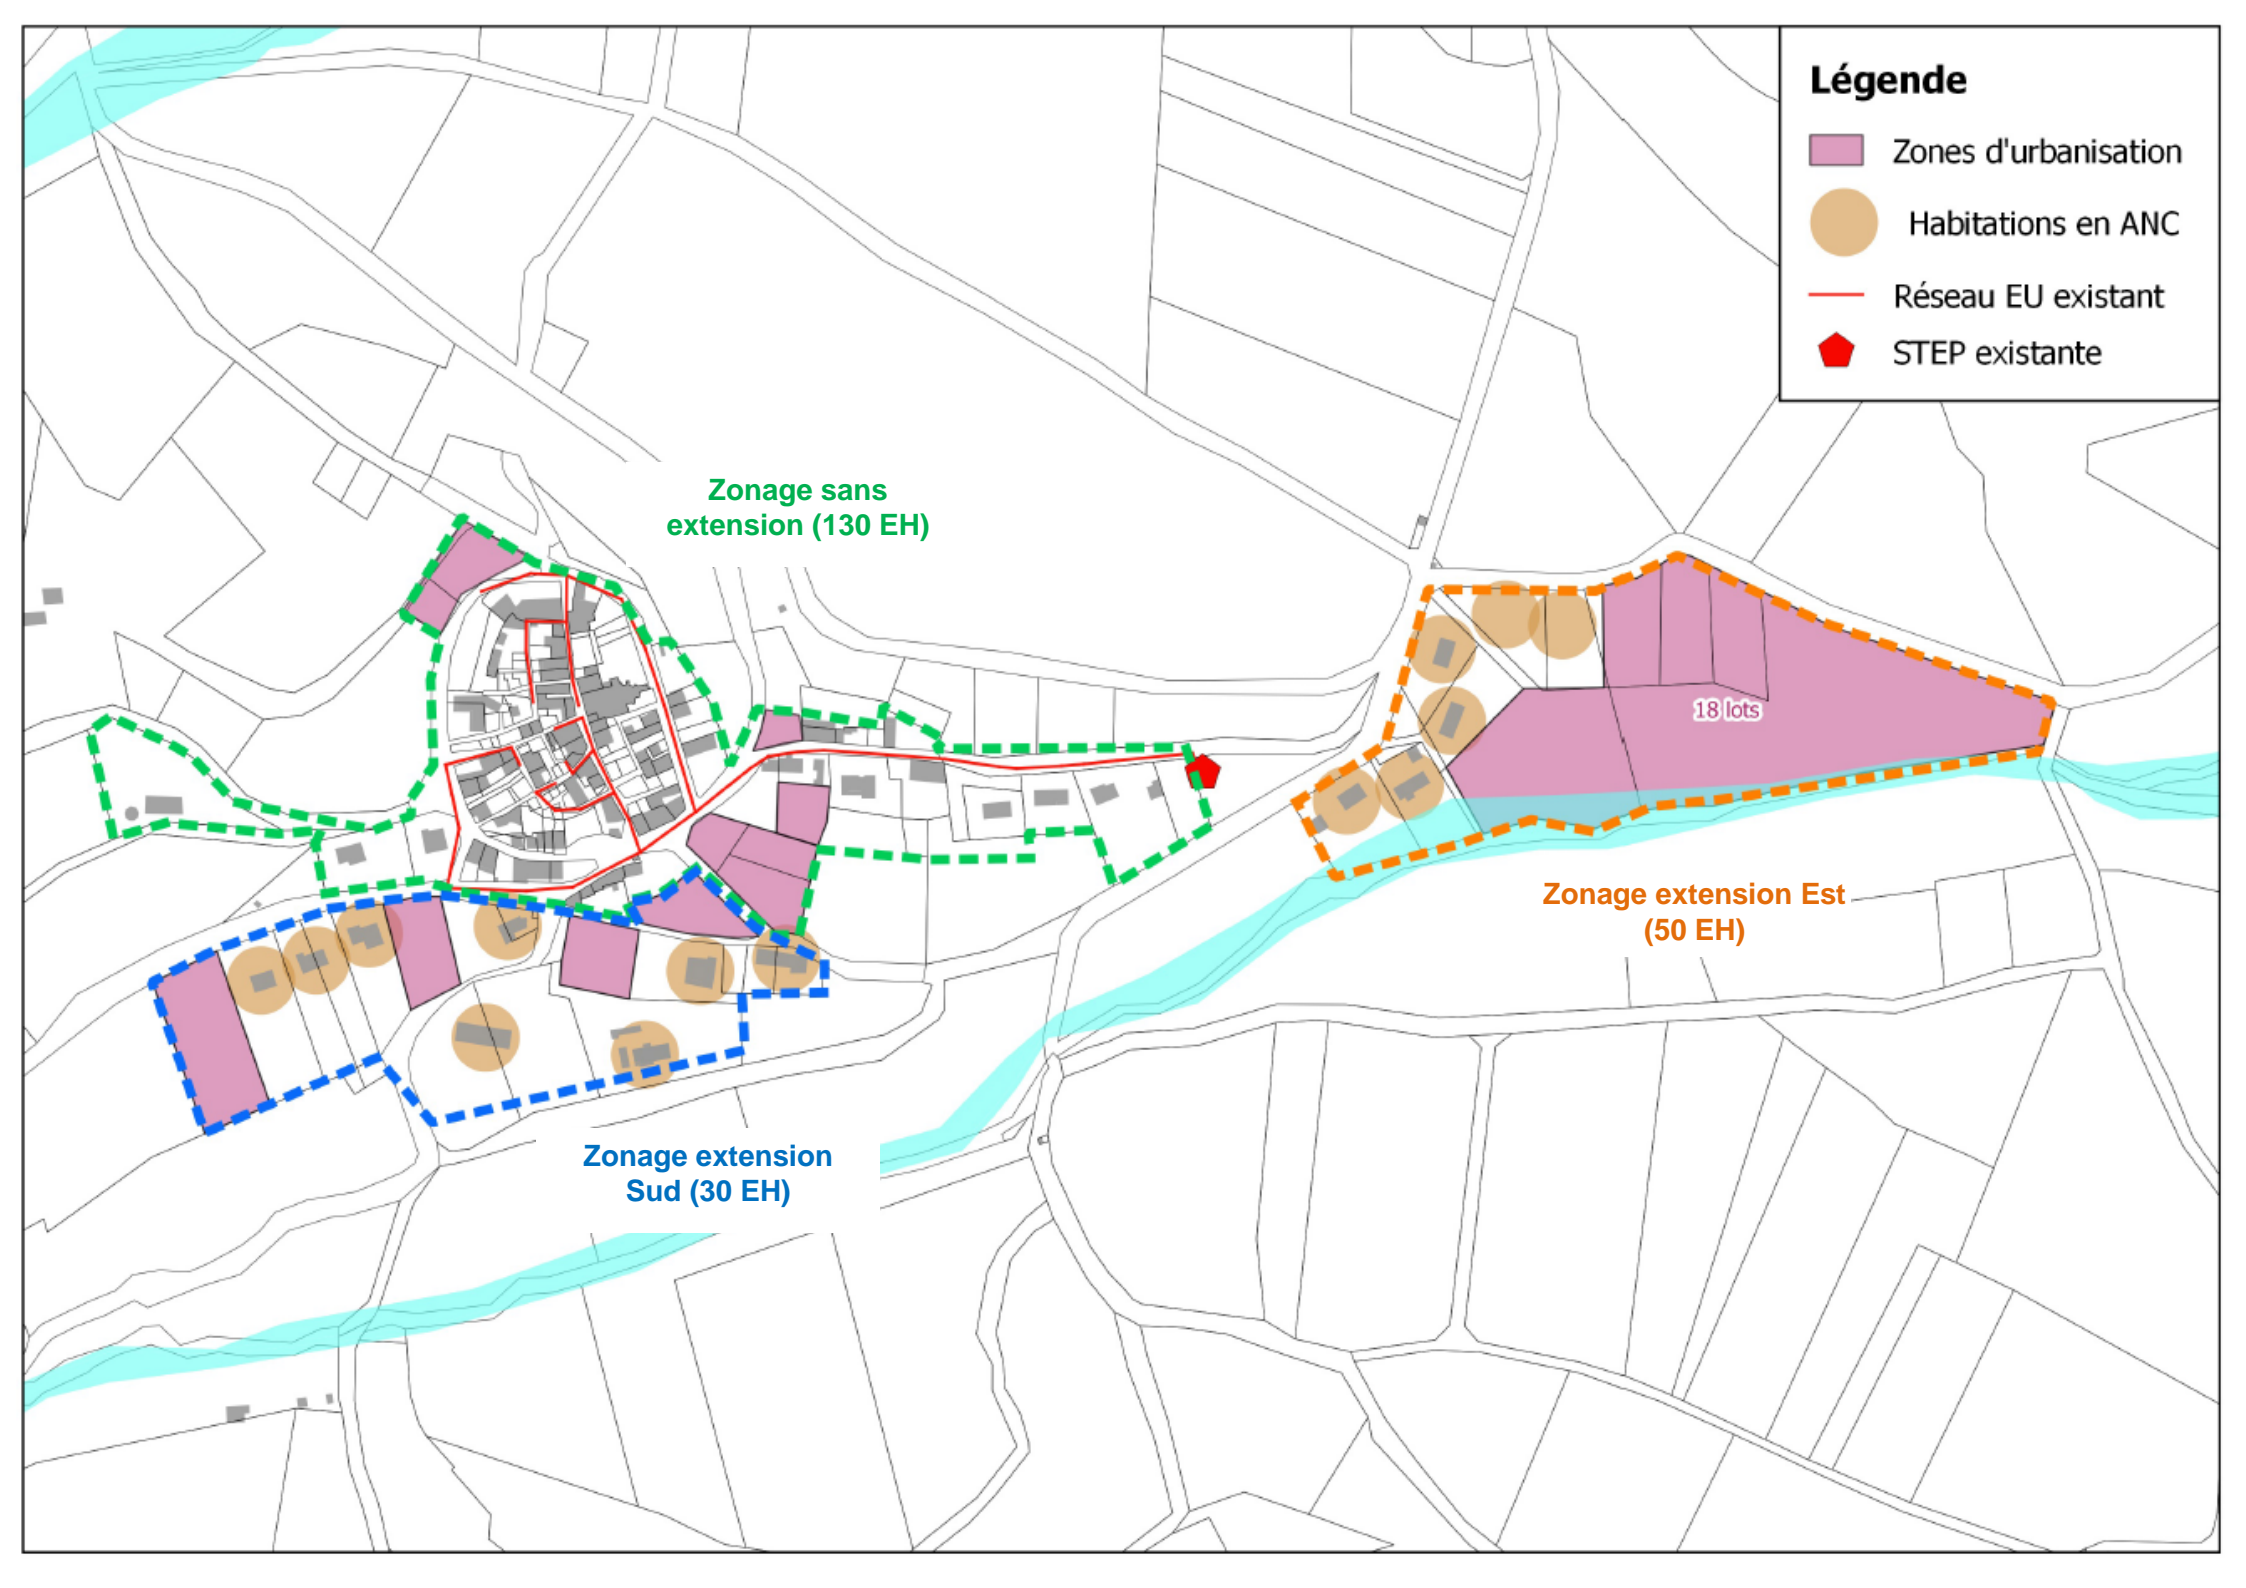 Légende
Zones d'urbanisation
Habitations en ANC
Réseau EU existant
STEP existante
Zonage sans
extension (130 EH)
18 lots
Zonage extension Est
(50 EH)
Zonage extension
Sud (30 EH)